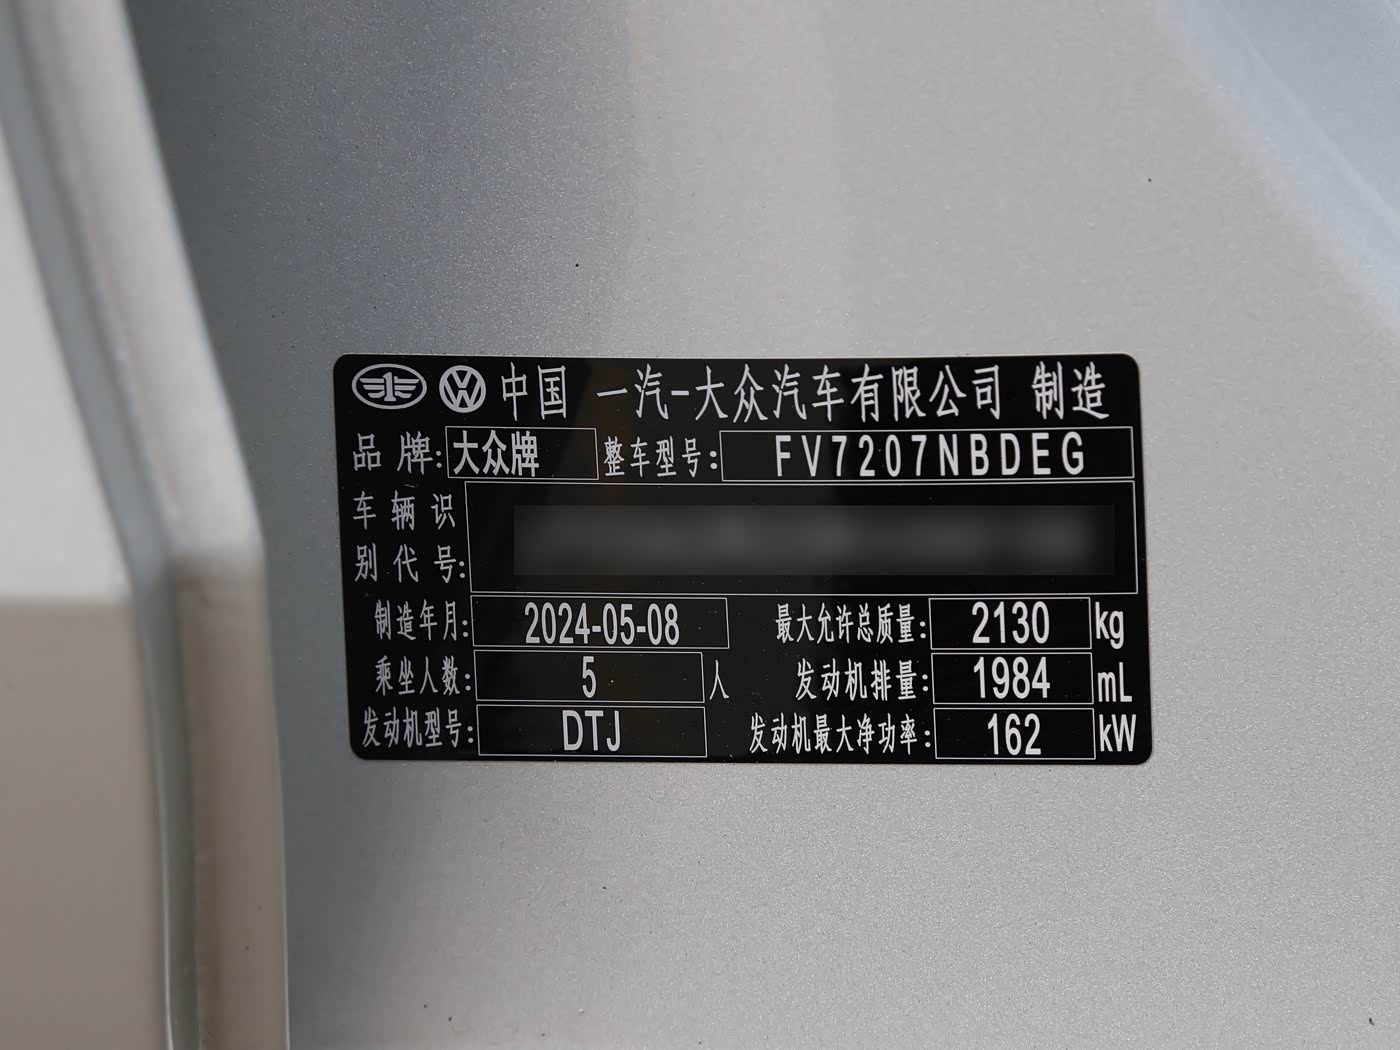 中国 一汽-大众汽车有限公司 制造
品牌: 大众牌 整车型号: FV7207NBDEG
车辆识
别代号:
制造年月: 2024-05-08 最大允许总质量: 2130 kg
乘坐人数: 5 人 发动机排量: 1984 mL
发动机型号: DTJ 发动机最大净功率: 162 kW